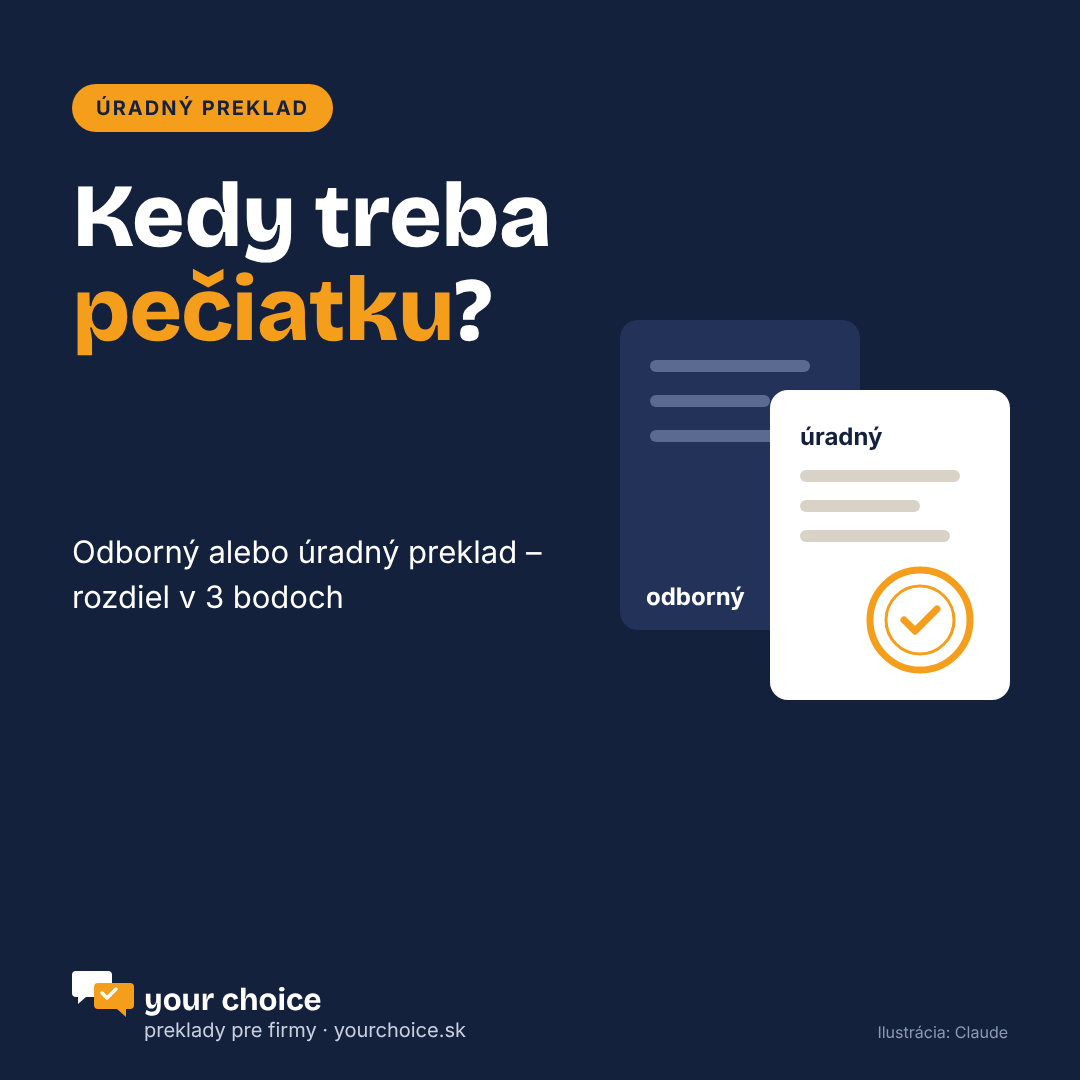 ÚRADNÝ PREKLAD
Kedy treba
pečiatku?
Odborný alebo úradný preklad –
rozdiel v 3 bodoch
úradný
odborný
your choice
preklady pre firmy · yourchoice.sk
Ilustrácia: Claude